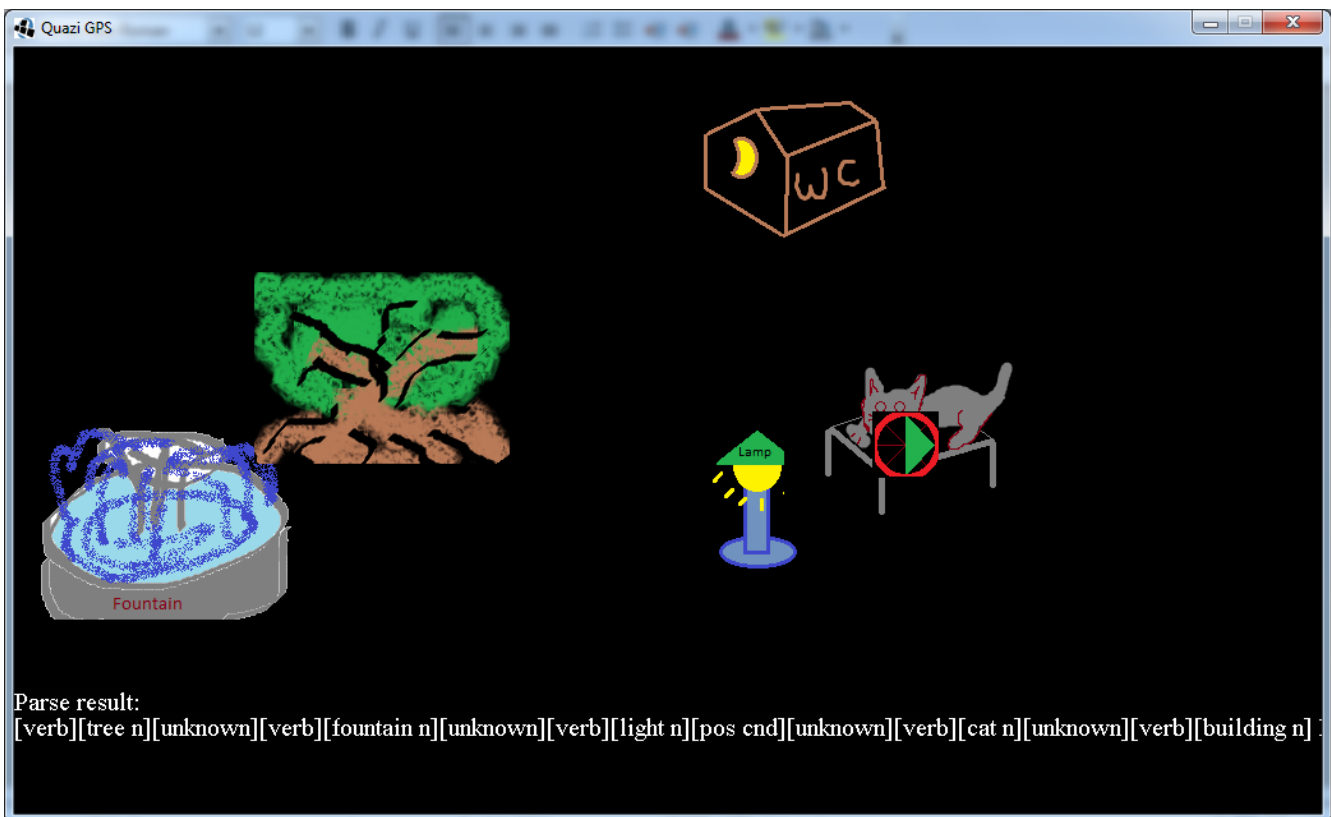 Quazi GPS
WC
Lamp
Fountain
Parse result:
[verb][tree n][unknown][verb][fountain n][unknown][verb][light n][pos cnd][unknown][verb][cat n][unknown][verb][building n]